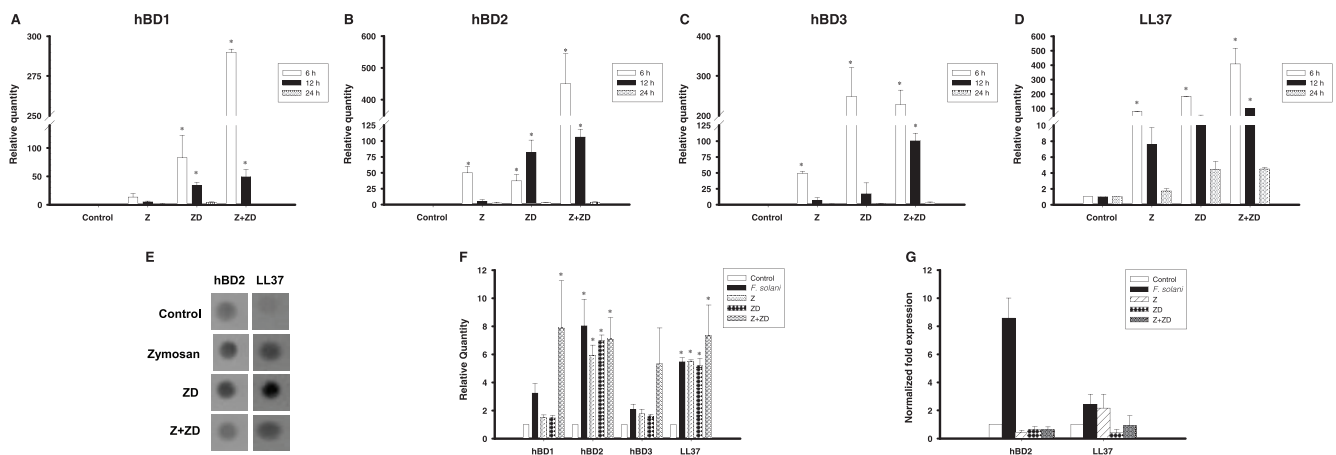 A
hBD1
300
275
250
100
50
0
Relative quantity
Control
Z
ZD
Z+ZD
*
*
*
*
*
6 h
12 h
24 h
B
hBD2
600
500
400
125
100
75
50
25
0
Relative quantity
Control
Z
ZD
Z+ZD
*
*
*
*
*
6 h
12 h
24 h
C
hBD3
400
300
200
125
100
75
50
25
0
Relative quantity
Control
Z
ZD
Z+ZD
*
*
*
*
6 h
12 h
24 h
D
LL37
600
500
400
300
200
100
10
8
6
4
2
0
Relative quantity
Control
Z
ZD
Z+ZD
*
*
*
*
6 h
12 h
24 h
E
hBD2 LL37
Control
Zymosan
ZD
Z+ZD
F
12
10
8
6
4
2
0
Relative Quantity
hBD1
hBD2
hBD3
LL37
*
*
*
*
*
*
*
*
*
Control
F. solani
Z
ZD
Z+ZD
G
12
10
8
6
4
2
0
Normalized fold expression
hBD2
LL37
Control
F. solani
Z
ZD
Z+ZD